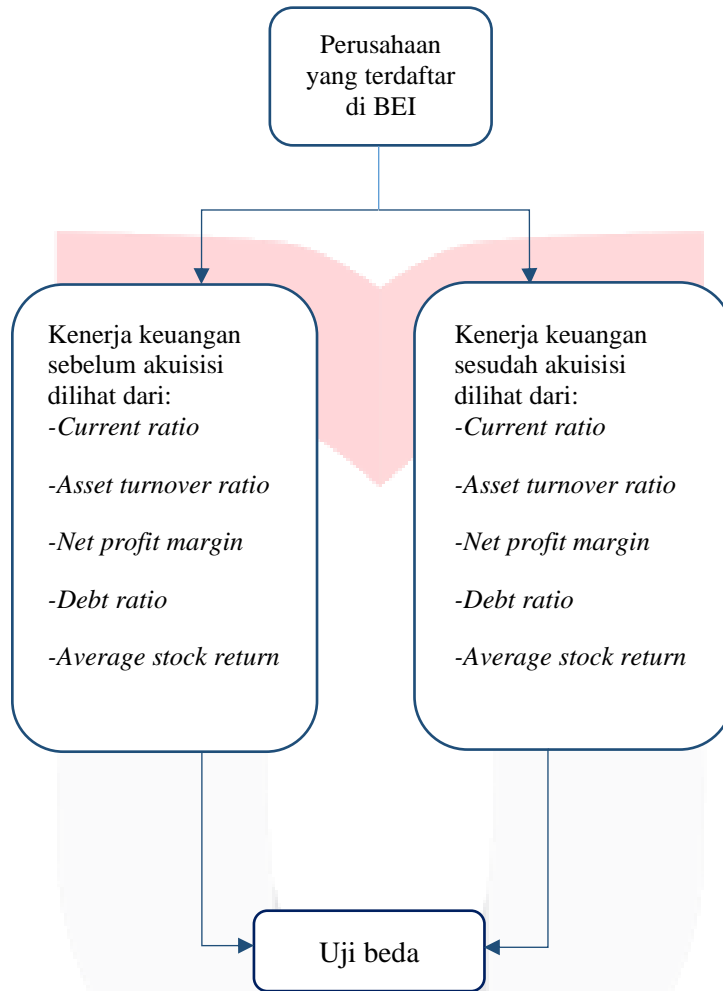 Perusahaan
yang terdaftar
di BEI
Kenerja keuangan
sebelum akuisisi
dilihat dari:
-Current ratio
-Asset turnover ratio
-Net profit margin
-Debt ratio
-Average stock return
Kenerja keuangan
sesudah akuisisi
dilihat dari:
-Current ratio
-Asset turnover ratio
-Net profit margin
-Debt ratio
-Average stock return
Uji beda